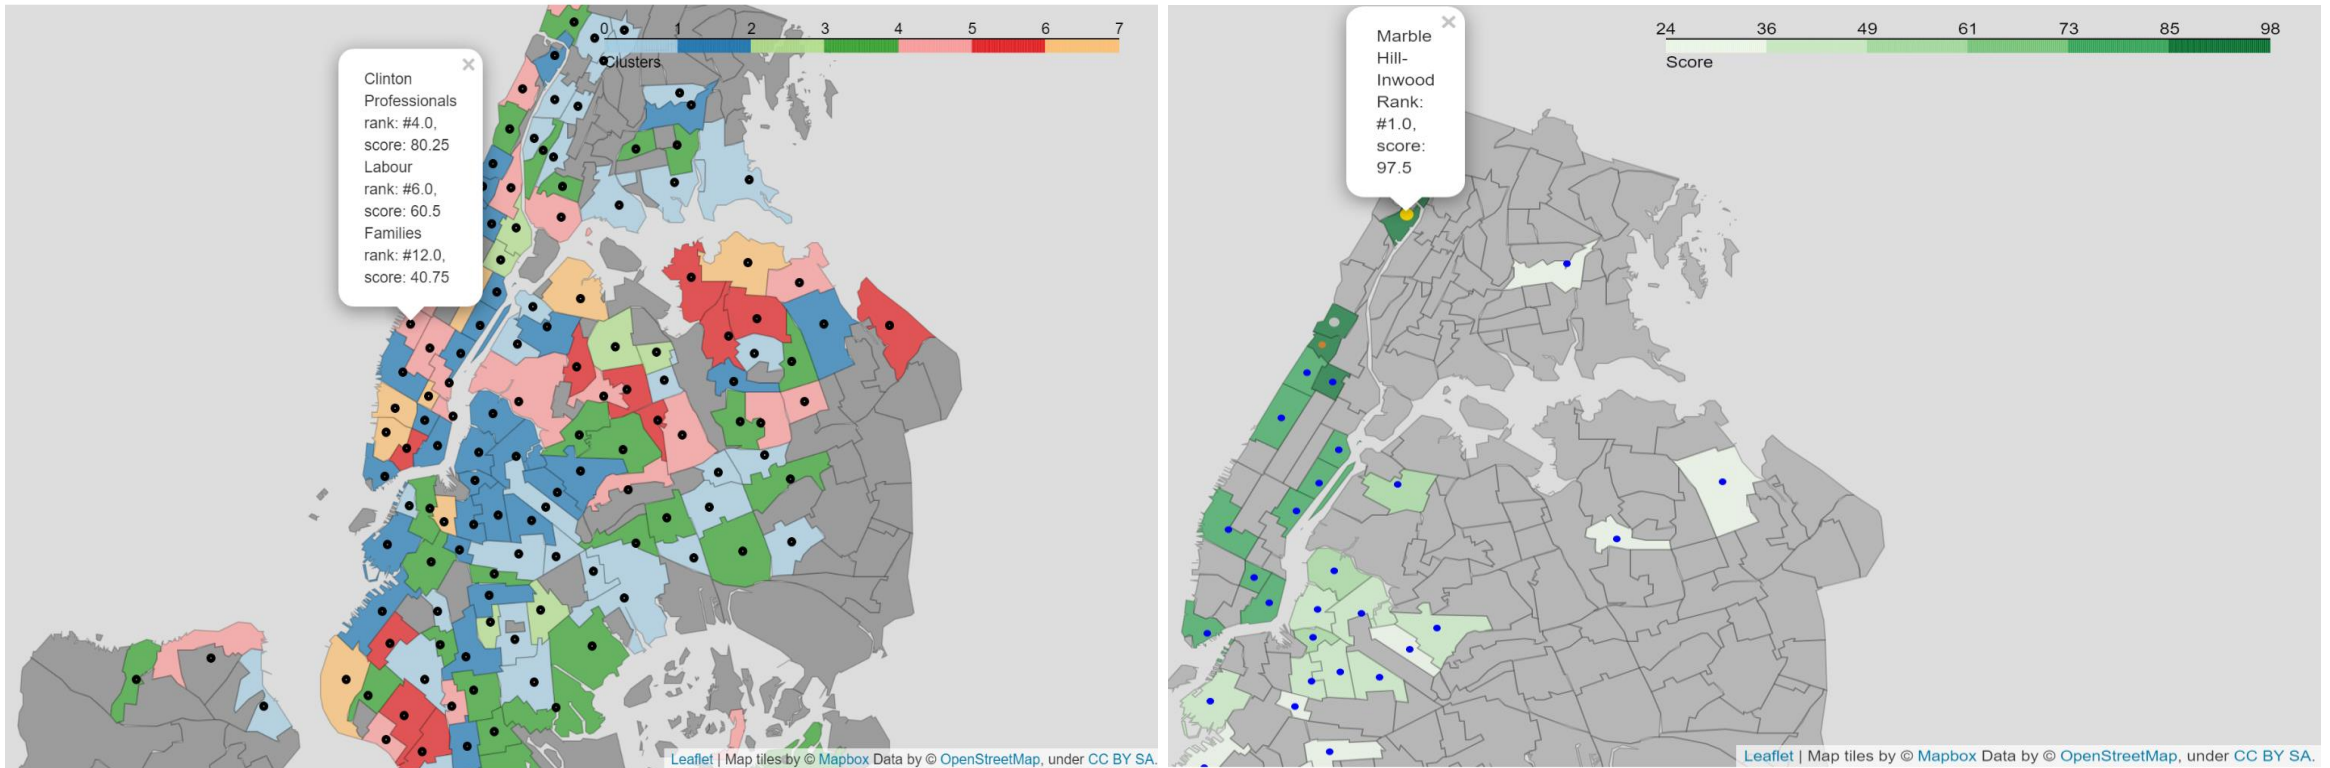 0 1 2 3 4 5 6 7
Clusters
×
Clinton
Professionals
rank: #4.0,
score: 80.25
Labour
rank: #6.0,
score: 60.5
Families
rank: #12.0,
score: 40.75
Leaflet | Map tiles by © Mapbox Data by © OpenStreetMap, under CC BY SA.
24 36 49 61 73 85 98
Score
×
Marble
Hill-
Inwood
Rank:
#1.0,
score:
97.5
Leaflet | Map tiles by © Mapbox Data by © OpenStreetMap, under CC BY SA.